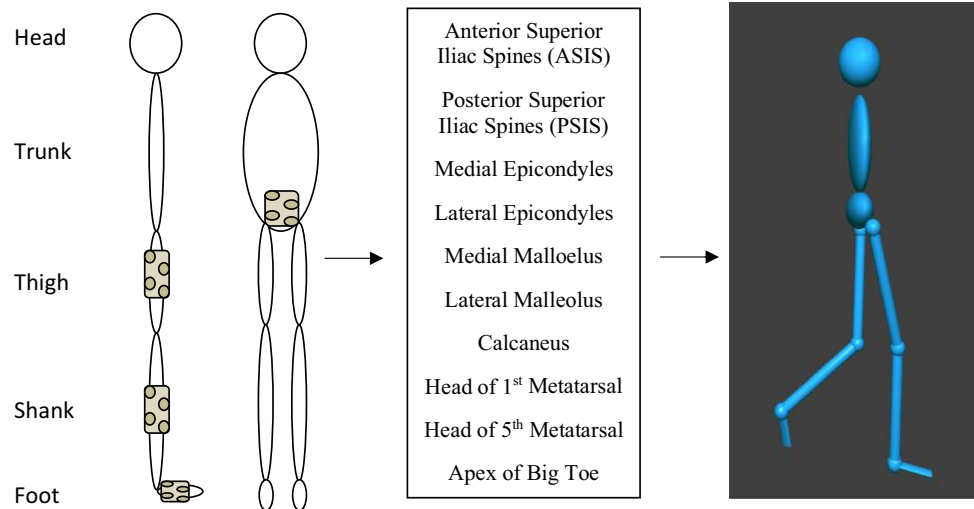 Head
Trunk
Thigh
Shank
Foot
Anterior Superior
Iliac Spines (ASIS)
Posterior Superior
Iliac Spines (PSIS)
Medial Epicondyles
Lateral Epicondyles
Medial Malloelus
Lateral Malleolus
Calcaneus
Head of 1st Metatarsal
Head of 5th Metatarsal
Apex of Big Toe